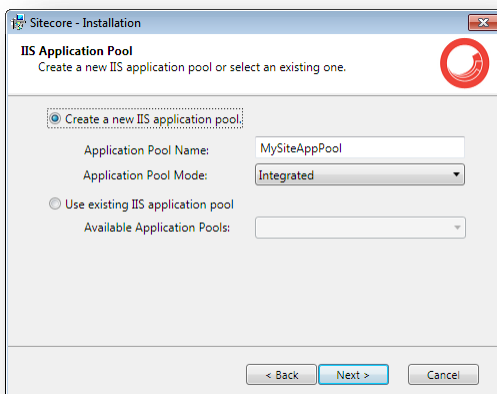 Sitecore - Installation
IIS Application Pool
Create a new IIS application pool or select an existing one.
Create a new IIS application pool.
Application Pool Name: MySiteAppPool
Application Pool Mode: Integrated
Use existing IIS application pool
Available Application Pools:
< Back Next > Cancel